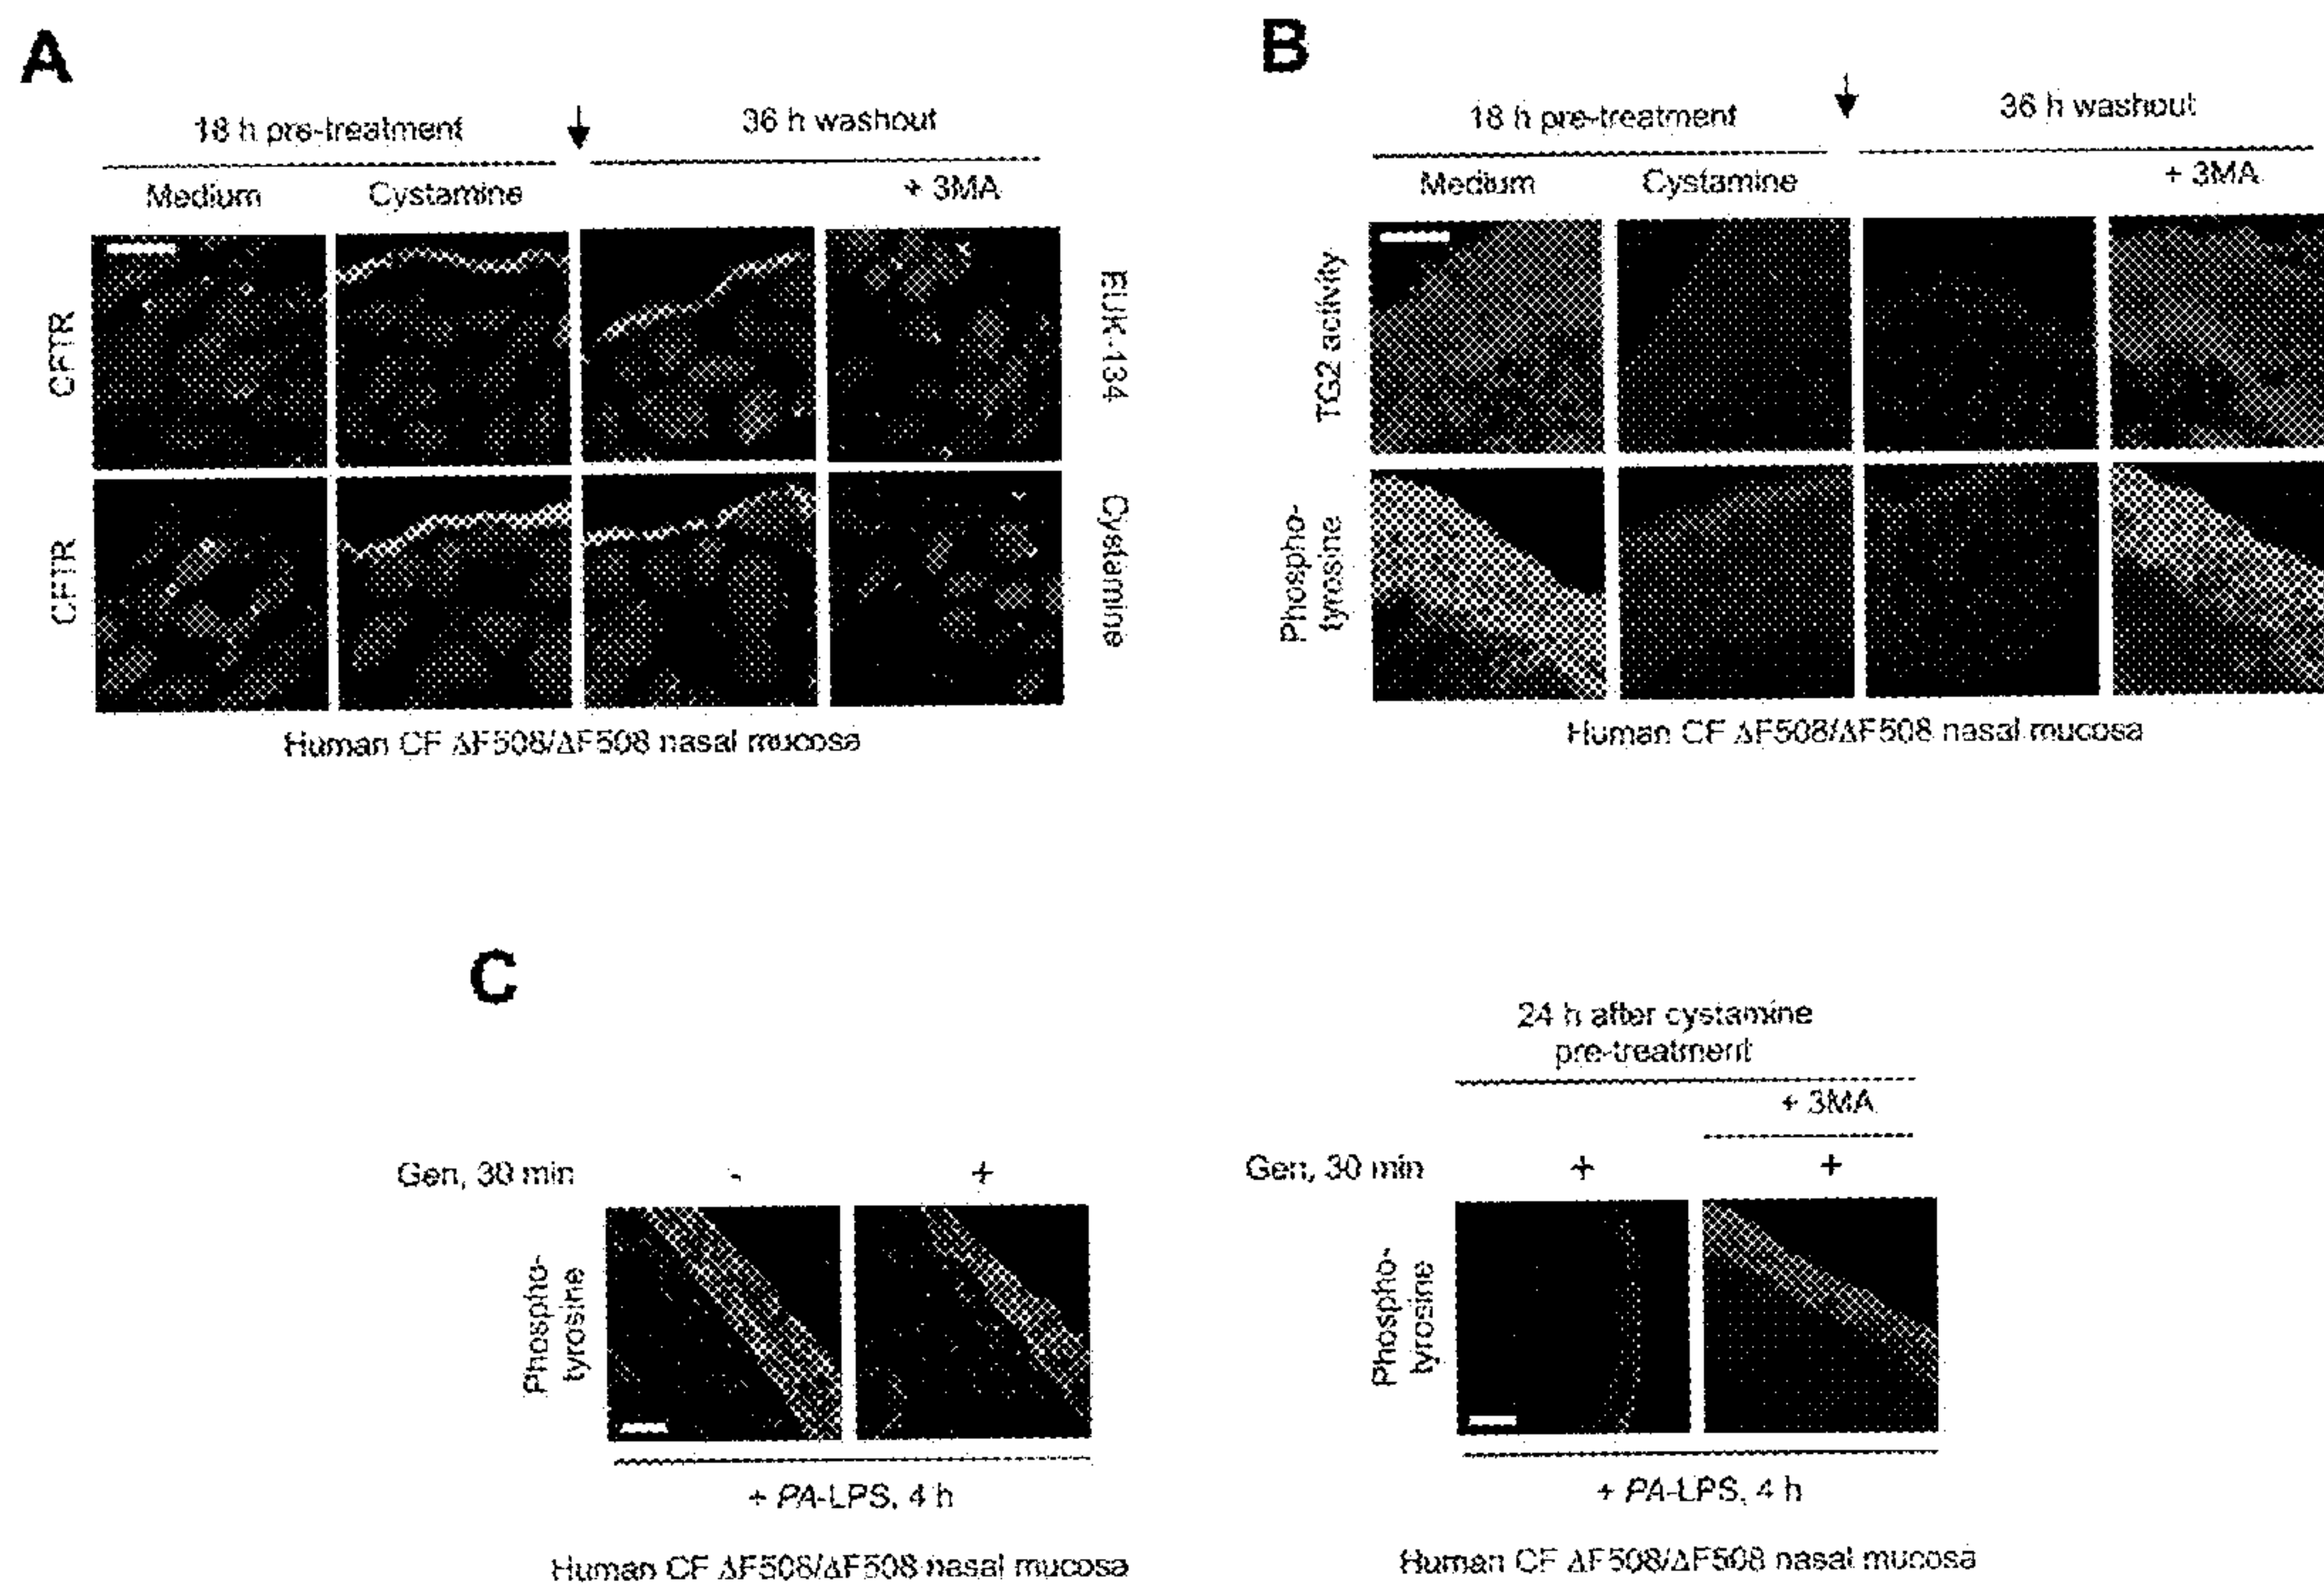 A
18 h pre-treatment
36 h washout
Medium
Cystamine
+ 3MA
CFTR
EUK-134
CFTR
Cystamine
Human CF ΔF508/ΔF508 nasal mucosa
B
18 h pre-treatment
36 h washout
Medium
Cystamine
+ 3MA
TG2 activity
Phospho-
tyrosine
Human CF ΔF508/ΔF508 nasal mucosa
C
Gen, 30 min
-
+
Phospho-
tyrosine
+ PA-LPS, 4 h
Human CF ΔF508/ΔF508 nasal mucosa
24 h after cystamine
pre-treatment
+ 3MA
Gen, 30 min
+
+
Phospho-
tyrosine
+ PA-LPS, 4 h
Human CF ΔF508/ΔF508 nasal mucosa